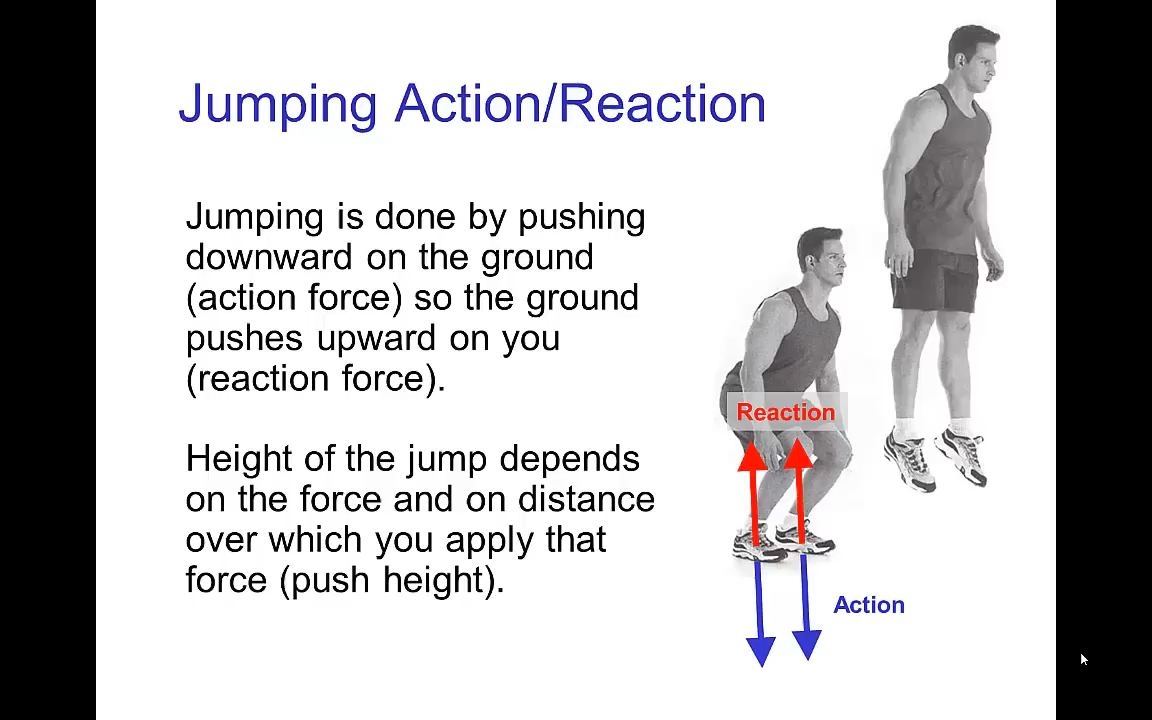 Jumping Action/Reaction
Jumping is done by pushing
downward on the ground
(action force) so the ground
pushes upward on you
(reaction force).
Height of the jump depends
on the force and on distance
over which you apply that
force (push height).
Reaction
Action